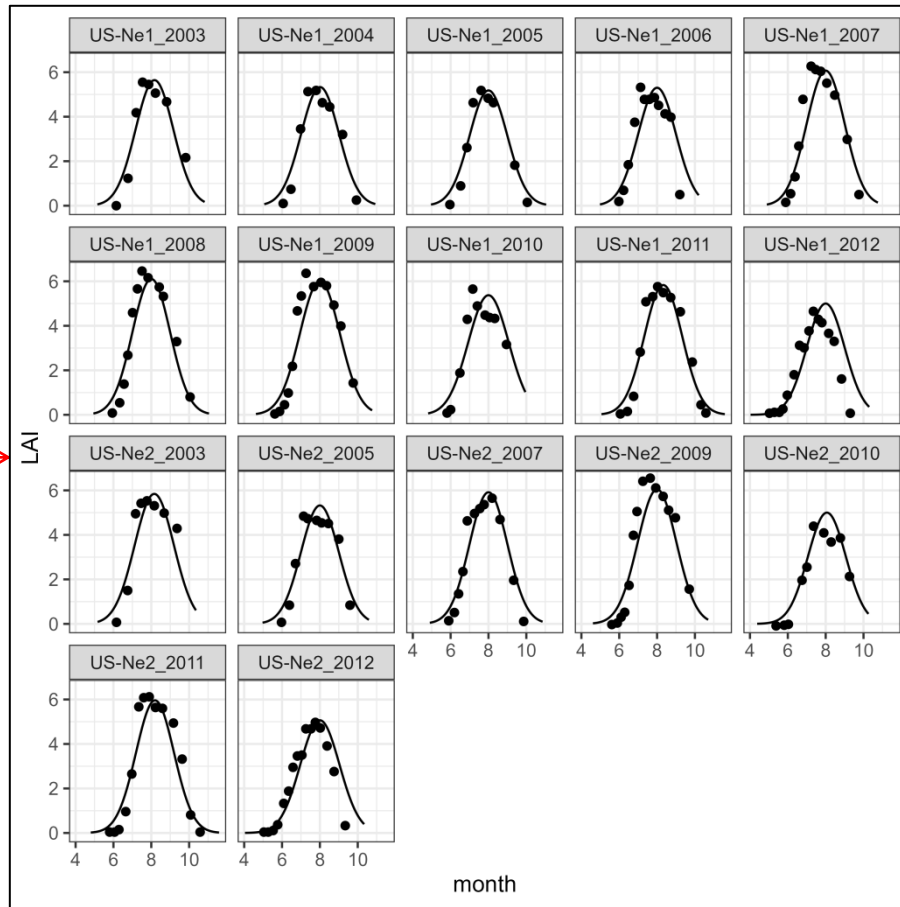 US-Ne1_2003 US-Ne1_2004 US-Ne1_2005 US-Ne1_2006 US-Ne1_2007
6
4
2
0
US-Ne1_2008 US-Ne1_2009 US-Ne1_2010 US-Ne1_2011 US-Ne1_2012
6
4
2
0
LAI
US-Ne2_2003 US-Ne2_2005 US-Ne2_2007 US-Ne2_2009 US-Ne2_2010
6
4
2
0
4 6 8 10 4 6 8 10 4 6 8 10
US-Ne2_2011 US-Ne2_2012
6
4
2
0
4 6 8 10 4 6 8 10
month